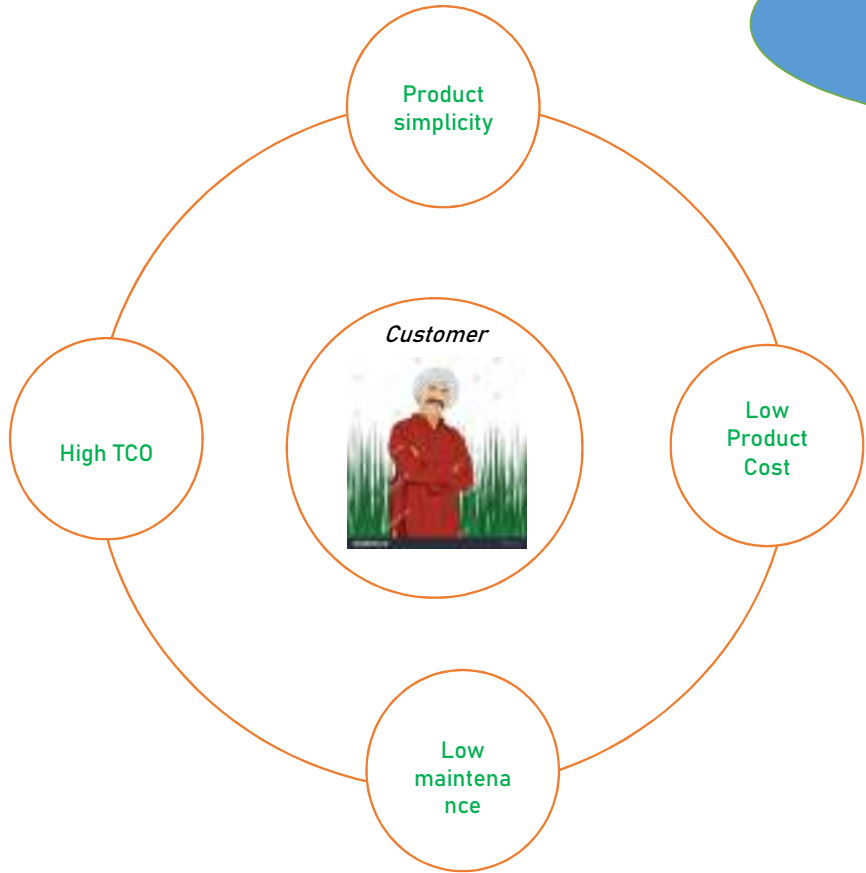 Product
simplicity
Customer
High TCO
Low
Product
Cost
Low
maintena
nce